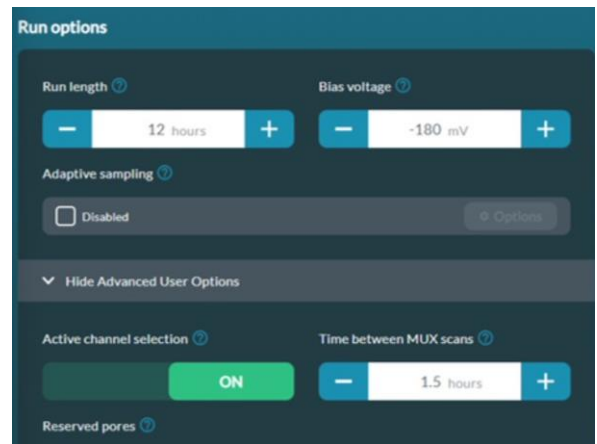 Run options
Run length ?
Bias voltage ?
− 12 hours +
− -180 mV +
Adaptive sampling ?
Disabled
Options
Hide Advanced User Options
Active channel selection ?
Time between MUX scans ?
ON
− 1.5 hours +
Reserved pores ?